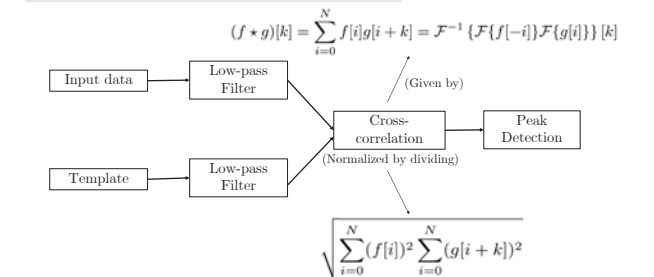 (f ⋆ g)[k] = ∑_{i=0}^{N} f[i]g[i + k] = ℱ⁻¹ {ℱ{f[−i]}ℱ{g[i]}} [k]
(Given by)
Input data
Low-pass
Filter
Cross-
correlation
Peak
Detection
(Normalized by dividing)
Template
Low-pass
Filter
√(∑_{i=0}^{N} (f[i])² ∑_{i=0}^{N} (g[i + k])²)